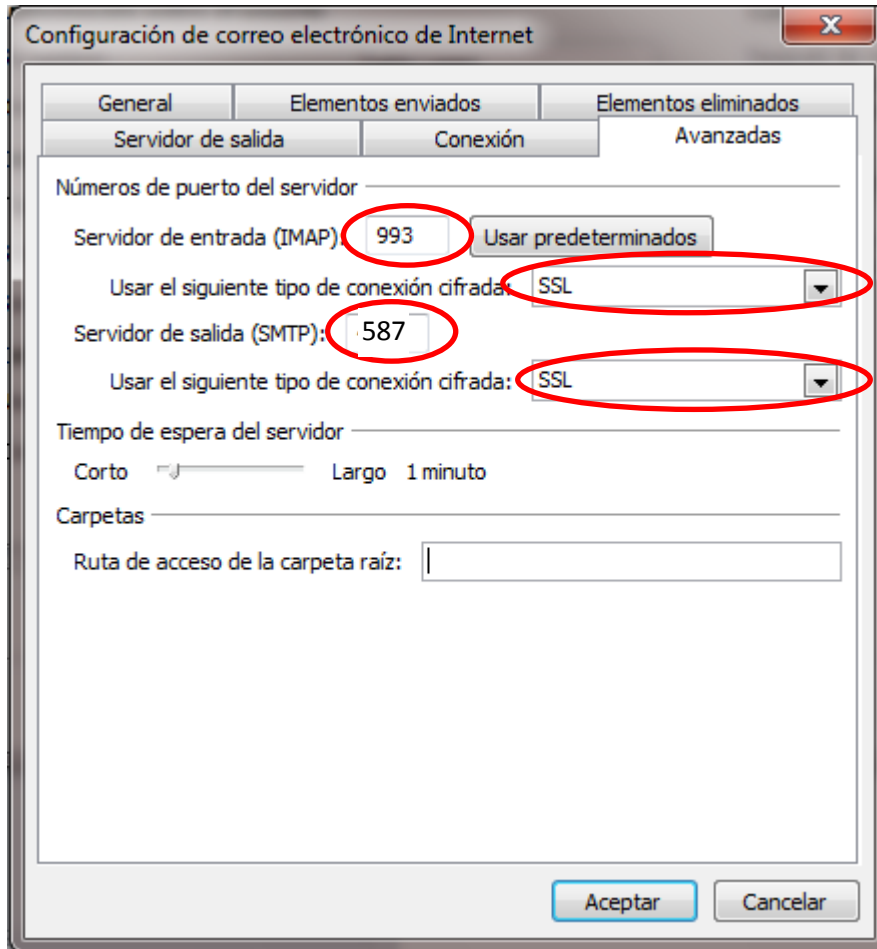 Configuración de correo electrónico de Internet
General Elementos enviados Elementos eliminados
Servidor de salida Conexión Avanzadas
Números de puerto del servidor
Servidor de entrada (IMAP): 993 Usar predeterminados
Usar el siguiente tipo de conexión cifrada: SSL
Servidor de salida (SMTP): 587
Usar el siguiente tipo de conexión cifrada: SSL
Tiempo de espera del servidor
Corto Largo 1 minuto
Carpetas
Ruta de acceso de la carpeta raíz:
Aceptar Cancelar